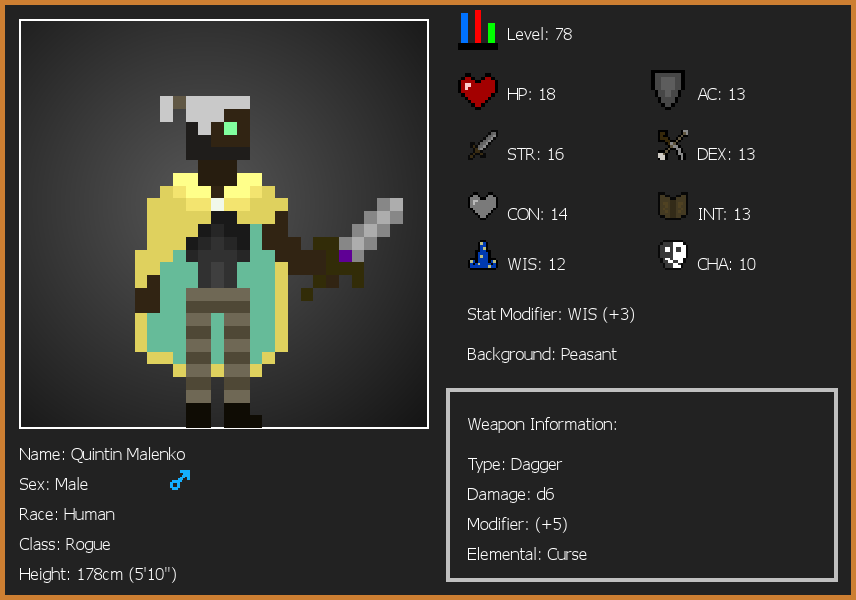 Level: 78
HP: 18
AC: 13
STR: 16
DEX: 13
CON: 14
INT: 13
WIS: 12
CHA: 10
Stat Modifier: WIS (+3)
Background: Peasant
Weapon Information:
Type: Dagger
Damage: d6
Modifier: (+5)
Elemental: Curse
Name: Quintin Malenko
Sex: Male
Race: Human
Class: Rogue
Height: 178cm (5'10")